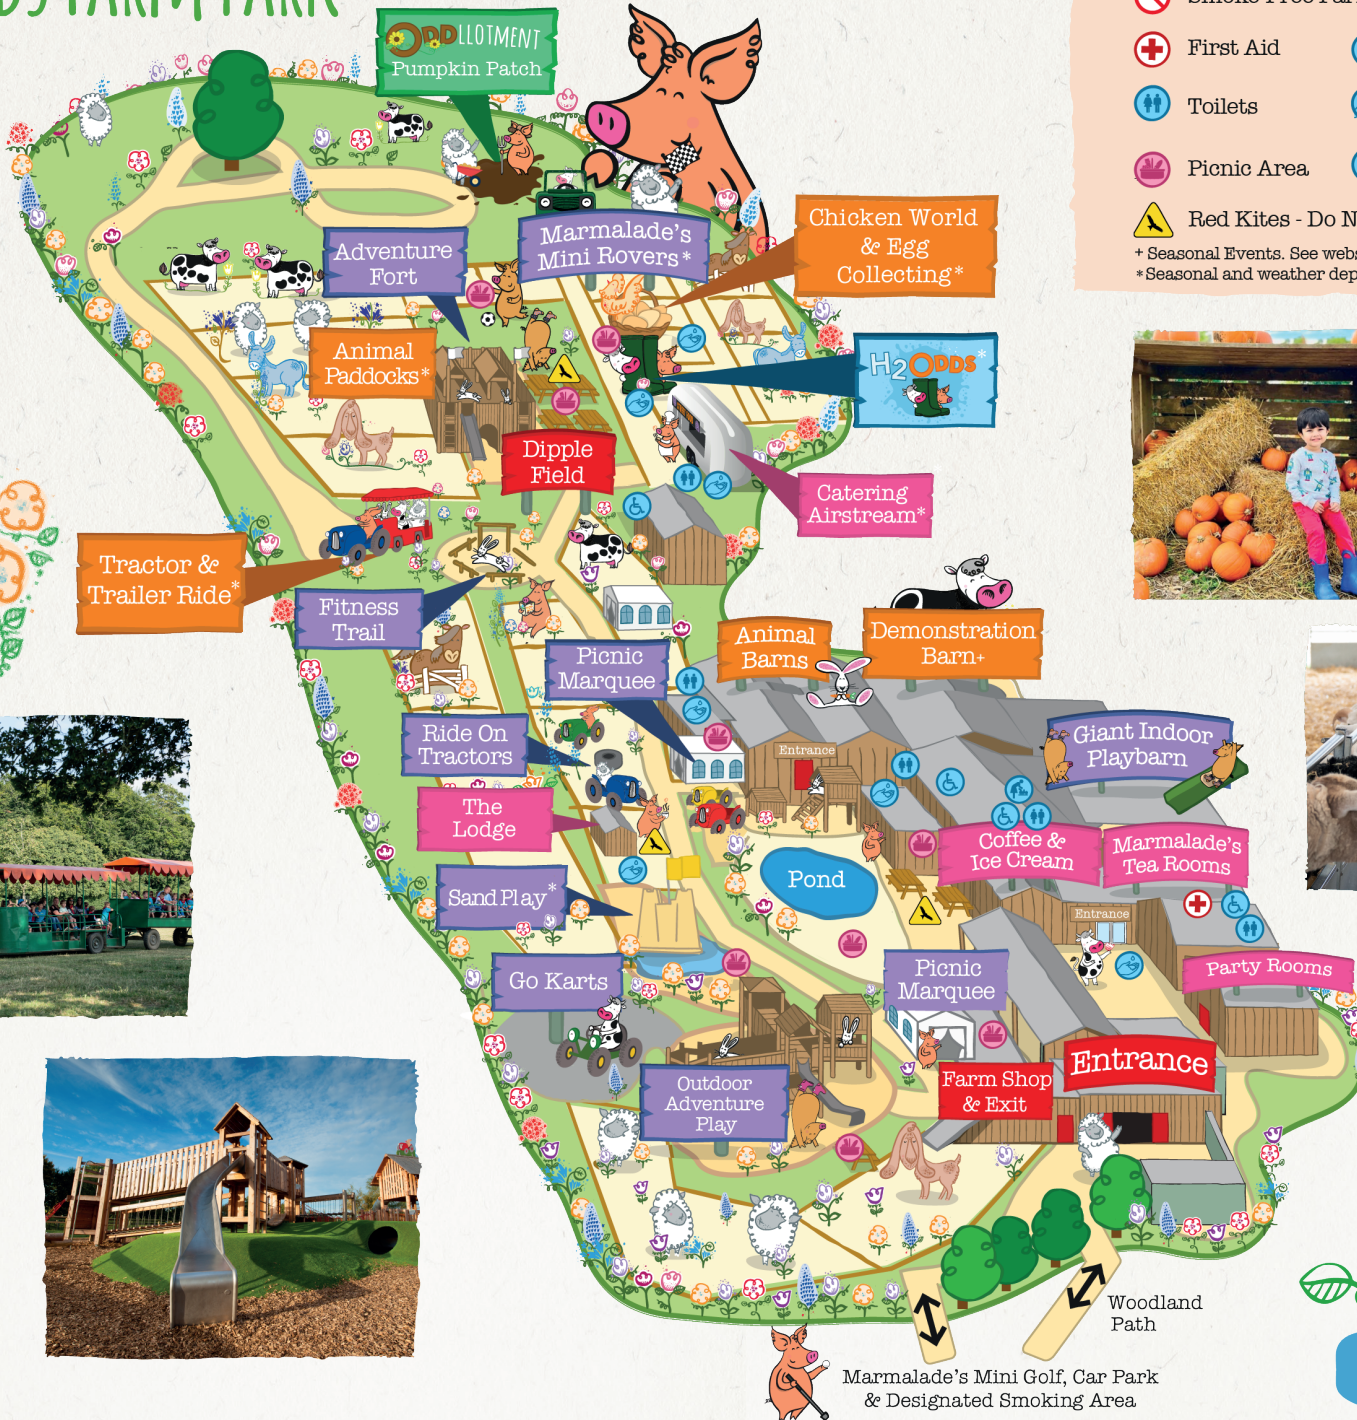 FARM PARK
ODDLLOTMENT
Pumpkin Patch
First Aid
Toilets
Picnic Area
Red Kites - Do N
+ Seasonal Events. See webs
*Seasonal and weather dep
Chicken World
& Egg
Collecting*
Marmalade's
Mini Rovers*
Adventure
Fort
Animal
Paddocks*
H2ODDS*
Dipple
Field
Catering
Airstream*
Tractor &
Trailer Ride*
Fitness
Trail
Animal
Barns
Demonstration
Barn+
Picnic
Marquee
Ride On
Tractors
Entrance
Giant Indoor
Playbarn
The
Lodge
Coffee &
Ice Cream
Marmalade's
Tea Rooms
Pond
Sand Play*
Entrance
Go Karts
Picnic
Marquee
Party Rooms
Entrance
Farm Shop
& Exit
Outdoor
Adventure
Play
Woodland
Path
Marmalade's Mini Golf, Car Park
& Designated Smoking Area